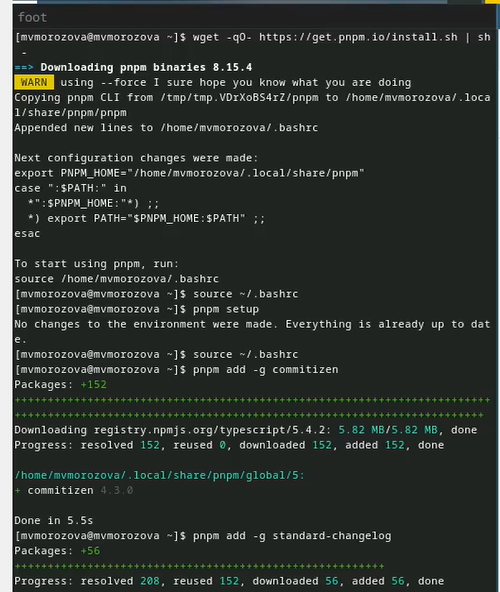 foot
[mvmorozova@mvmorozova ~]$ wget -qO- https://get.pnpm.io/install.sh | sh
-
==> Downloading pnpm binaries 8.15.4
WARN using --force I sure hope you know what you are doing
Copying pnpm CLI from /tmp/tmp.VDrXoBS4rZ/pnpm to /home/mvmorozova/.loca
l/share/pnpm/pnpm
Appended new lines to /home/mvmorozova/.bashrc
Next configuration changes were made:
export PNPM_HOME="/home/mvmorozova/.local/share/pnpm"
case ":$PATH:" in
  *":$PNPM_HOME:"*) ;;
  *) export PATH="$PNPM_HOME:$PATH" ;;
esac
To start using pnpm, run:
source /home/mvmorozova/.bashrc
[mvmorozova@mvmorozova ~]$ source ~/.bashrc
[mvmorozova@mvmorozova ~]$ pnpm setup
No changes to the environment were made. Everything is already up to dat
e.
[mvmorozova@mvmorozova ~]$ source ~/.bashrc
[mvmorozova@mvmorozova ~]$ pnpm add -g commitizen
Packages: +152
++++++++++++++++++++++++++++++++++++++++++++++++++++++++++++++++++++++++
+++++++++++++++++++++++++++++++++++++++++++++++++++++++++++++++++++++++
Downloading registry.npmjs.org/typescript/5.4.2: 5.82 MB/5.82 MB, done
Progress: resolved 152, reused 0, downloaded 152, added 152, done
/home/mvmorozova/.local/share/pnpm/global/5:
+ commitizen 4.3.0
Done in 5.5s
[mvmorozova@mvmorozova ~]$ pnpm add -g standard-changelog
Packages: +56
++++++++++++++++++++++++++++++++++++++++++++++++++++++++
Progress: resolved 208, reused 152, downloaded 56, added 56, done